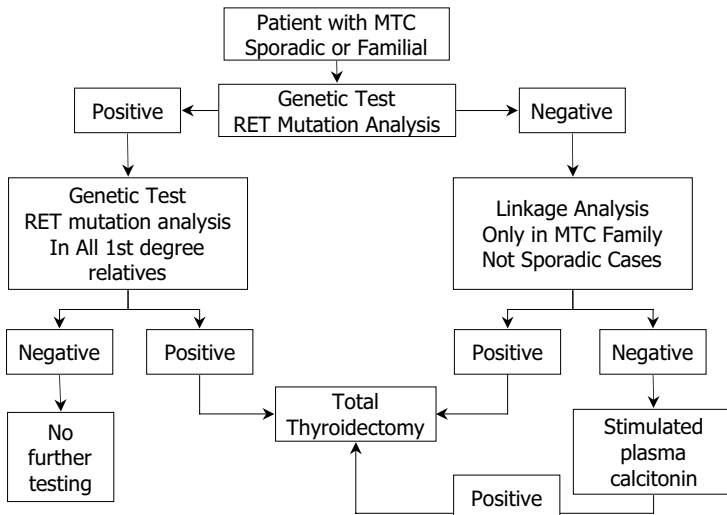 Patient with MTC
Sporadic or Familial
Positive
Genetic Test
RET Mutation Analysis
Negative
Genetic Test
RET mutation analysis
In All 1st degree
relatives
Linkage Analysis
Only in MTC Family
Not Sporadic Cases
Negative
Positive
Positive
Negative
No
further
testing
Total
Thyroidectomy
Stimulated
plasma
calcitonin
Positive